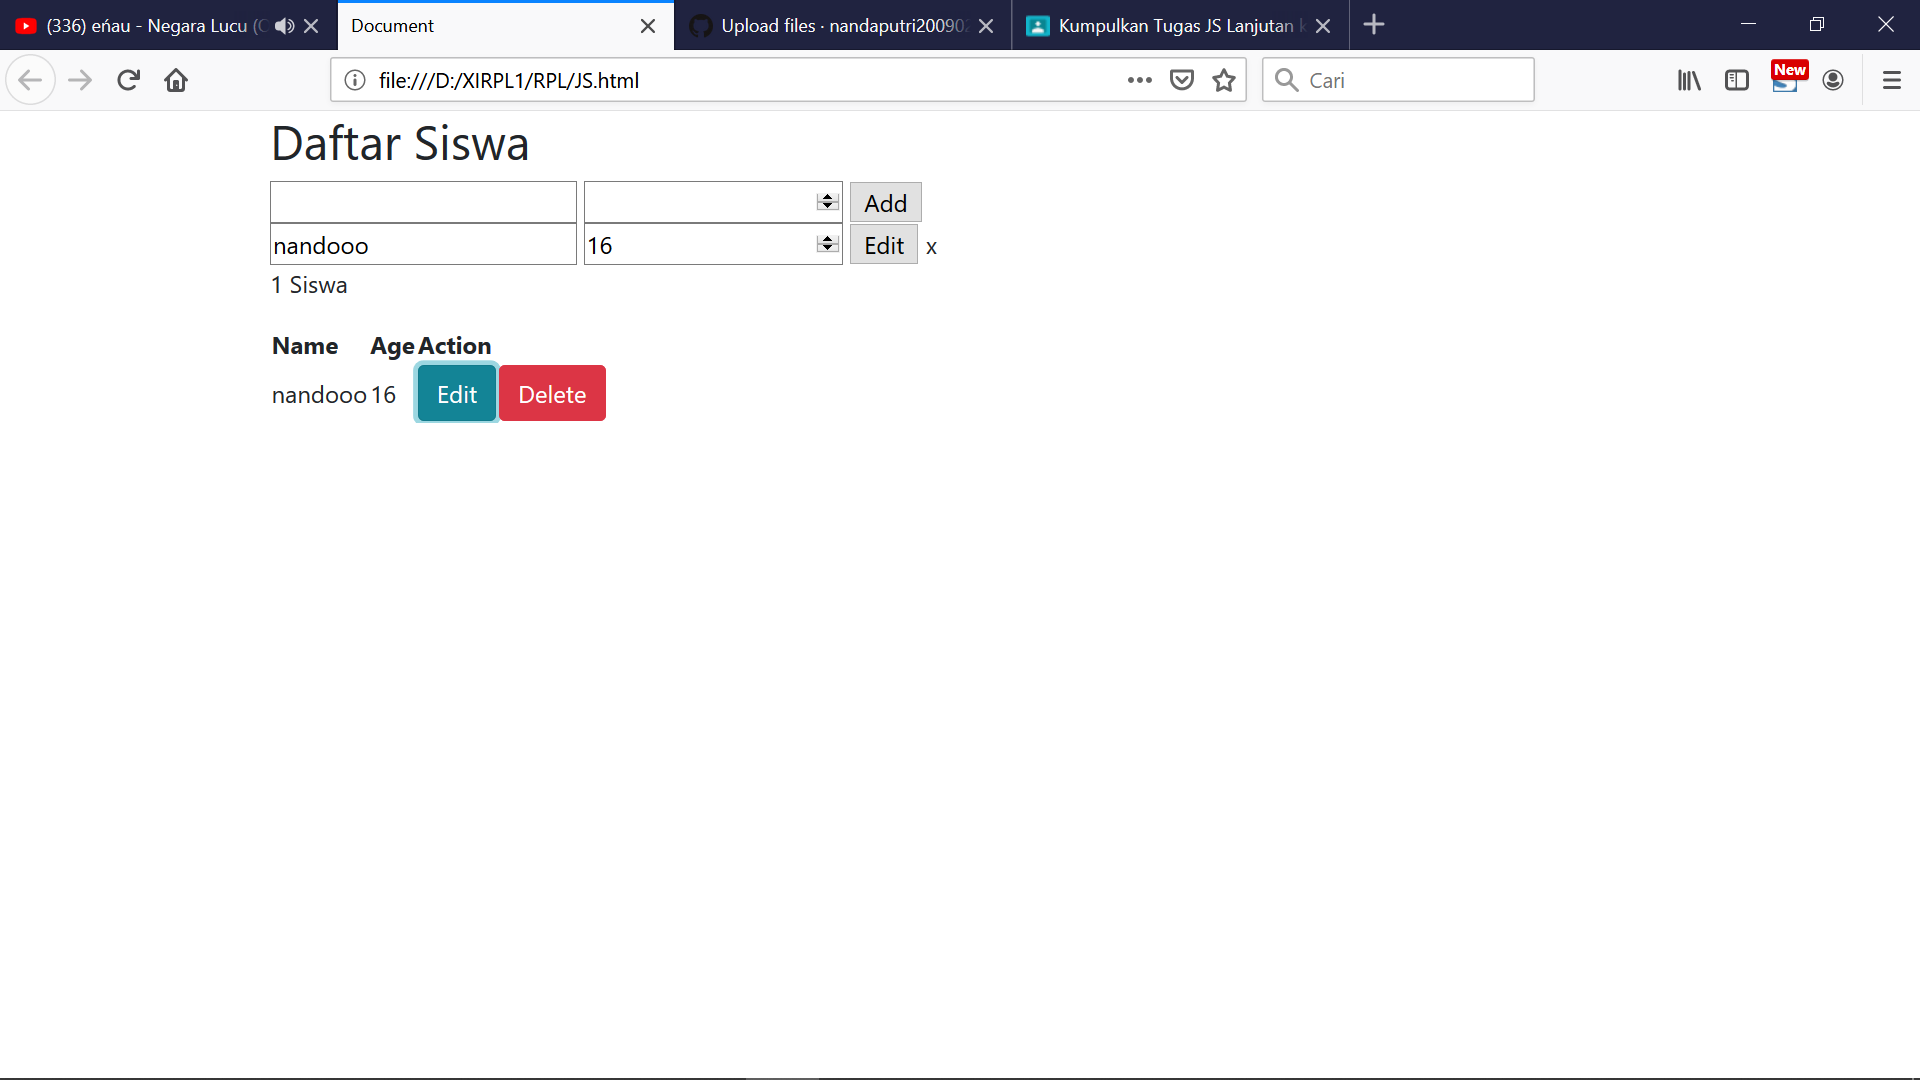 (336) eńau - Negara Lucu (
Document
Upload files · nandaputri20090
Kumpulkan Tugas JS Lanjutan
file:///D:/XIRPL1/RPL/JS.html
Cari
New
Daftar Siswa
Add
nandooo 16 Edit x
1 Siswa
Name Age Action
nandooo 16 Edit Delete